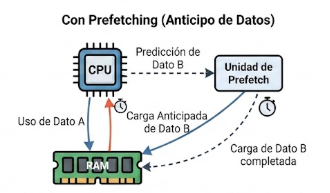 Con Prefetching (Anticipo de Datos)
CPU
Predicción de
Dato B
Unidad de
Prefetch
Uso de Dato A
Carga Anticipada
de Dato B
RAM
Carga de Dato B
completada